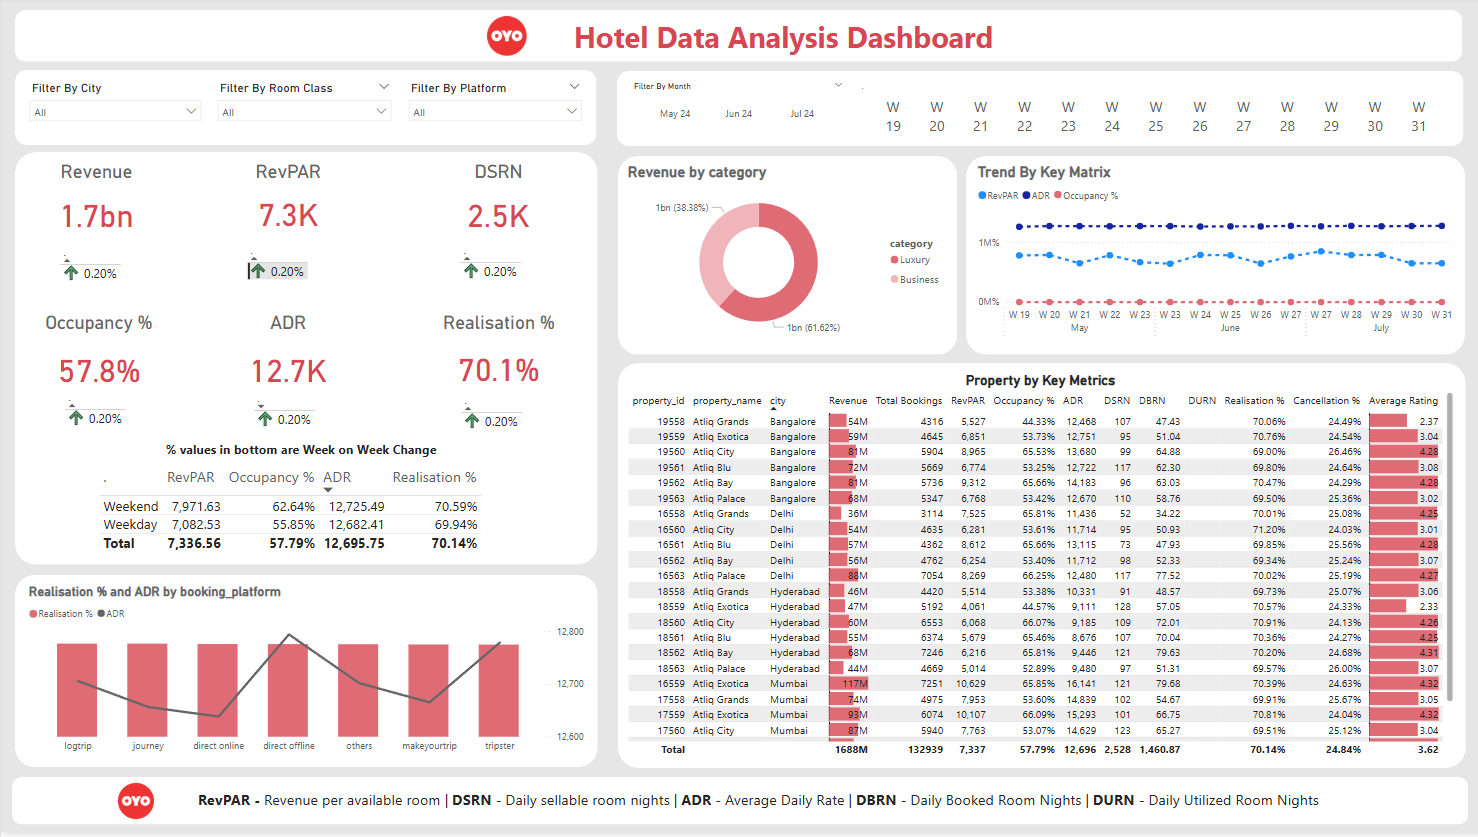 OYO Hotel Data Analysis Dashboard
Filter By City Filter By Room Class Filter By Platform
All All All
Filter By Month
May 24 Jun 24 Jul 24
W 19 W 20 W 21 W 22 W 23 W 24 W 25 W 26 W 27 W 28 W 29 W 30 W 31
Revenue RevPAR DSRN
1.7bn 7.3K 2.5K
0.20% 0.20% 0.20%
Occupancy % ADR Realisation %
57.8% 12.7K 70.1%
0.20% 0.20% 0.20%
% values in bottom are Week on Week Change
. RevPAR Occupancy % ADR Realisation %
Weekend 7,971.63 62.64% 12,725.49 70.59%
Weekday 7,082.53 55.85% 12,682.41 69.94%
Total 7,336.56 57.79% 12,695.75 70.14%
Realisation % and ADR by booking_platform
Realisation % ADR
12,800
12,700
12,600
logtrip journey direct online direct offline others makeyourtrip tripster
Revenue by category
1bn (38.38%)
1bn (61.62%)
category
Luxury
Business
Trend By Key Matrix
RevPAR ADR Occupancy %
1M%
0M%
W 19 W 20 W 21 W 22 W 23 W 23 W 24 W 25 W 26 W 27 W 27 W 28 W 29 W 30 W 31
May June July
Property by Key Metrics
property_id property_name city Revenue Total Bookings RevPAR Occupancy % ADR DSRN DBRN DURN Realisation % Cancellation % Average Rating
19558 Atliq Grands Bangalore 54M 4316 5,527 44.33% 12,468 107 47.43 70.06% 24.49% 2.37
19559 Atliq Exotica Bangalore 59M 4645 6,851 53.73% 12,751 95 51.04 70.76% 24.54% 3.04
19560 Atliq City Bangalore 81M 5904 8,965 65.53% 13,680 99 64.88 69.00% 26.46% 4.28
19561 Atliq Blu Bangalore 72M 5669 6,774 53.25% 12,722 117 62.30 69.80% 24.64% 3.08
19562 Atliq Bay Bangalore 81M 5736 9,312 65.66% 14,183 96 63.03 70.47% 24.29% 4.28
19563 Atliq Palace Bangalore 68M 5347 6,768 53.42% 12,670 110 58.76 69.50% 25.36% 3.02
16558 Atliq Grands Delhi 36M 3114 7,525 65.81% 11,436 52 34.22 70.01% 25.08% 4.25
16560 Atliq City Delhi 54M 4635 6,281 53.61% 11,714 95 50.93 71.20% 24.03% 3.01
16561 Atliq Blu Delhi 57M 4362 8,612 65.66% 13,115 73 47.93 69.85% 25.56% 4.28
16562 Atliq Bay Delhi 56M 4762 6,254 53.40% 11,712 98 52.33 69.34% 25.24% 3.07
16563 Atliq Palace Delhi 88M 7054 8,269 66.25% 12,480 117 77.52 70.02% 25.19% 4.27
18558 Atliq Grands Hyderabad 46M 4420 5,514 53.38% 10,331 91 48.57 69.73% 25.07% 3.06
18559 Atliq Exotica Hyderabad 47M 5192 4,061 44.57% 9,111 128 57.05 70.57% 24.33% 2.33
18560 Atliq City Hyderabad 60M 6553 6,068 66.07% 9,185 109 72.01 70.91% 24.13% 4.26
18561 Atliq Blu Hyderabad 55M 6374 5,679 65.46% 8,676 107 70.04 70.36% 24.27% 4.25
18562 Atliq Bay Hyderabad 68M 7246 6,216 65.81% 9,446 121 79.63 70.20% 24.68% 4.31
18563 Atliq Palace Hyderabad 44M 4669 5,014 52.89% 9,480 97 51.31 69.57% 26.00% 3.07
16559 Atliq Exotica Mumbai 117M 7251 10,629 65.85% 16,141 121 79.68 70.39% 24.63% 4.32
17558 Atliq Grands Mumbai 74M 4975 7,953 53.60% 14,839 102 54.67 69.91% 25.67% 3.05
17559 Atliq Exotica Mumbai 93M 6074 10,107 66.09% 15,293 101 66.75 70.81% 24.04% 4.32
17560 Atliq City Mumbai 87M 5940 7,763 53.07% 14,629 123 65.27 69.51% 25.12% 3.04
Total 1688M 132939 7,337 57.79% 12,696 2,528 1,460.87 70.14% 24.84% 3.62
OYO RevPAR - Revenue per available room | DSRN - Daily sellable room nights | ADR - Average Daily Rate | DBRN - Daily Booked Room Nights | DURN - Daily Utilized Room Nights